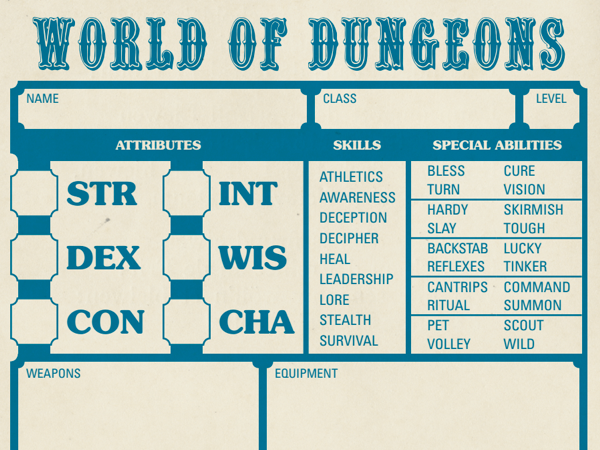 WORLD OF DUNGEONS
NAME
CLASS
LEVEL
ATTRIBUTES
STR
INT
DEX
WIS
CON
CHA
SKILLS
ATHLETICS
AWARENESS
DECEPTION
DECIPHER
HEAL
LEADERSHIP
LORE
STEALTH
SURVIVAL
SPECIAL ABILITIES
BLESS CURE
TURN VISION
HARDY SKIRMISH
SLAY TOUGH
BACKSTAB LUCKY
REFLEXES TINKER
CANTRIPS COMMAND
RITUAL SUMMON
PET SCOUT
VOLLEY WILD
WEAPONS
EQUIPMENT